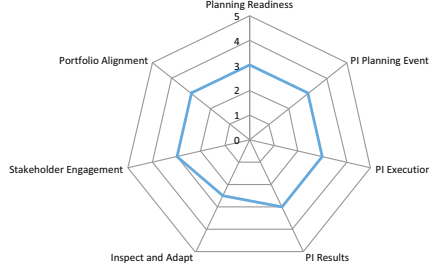 Planning Readiness
5
4
3
2
1
0
PI Planning Event
PI Execution
PI Results
Inspect and Adapt
Stakeholder Engagement
Portfolio Alignment